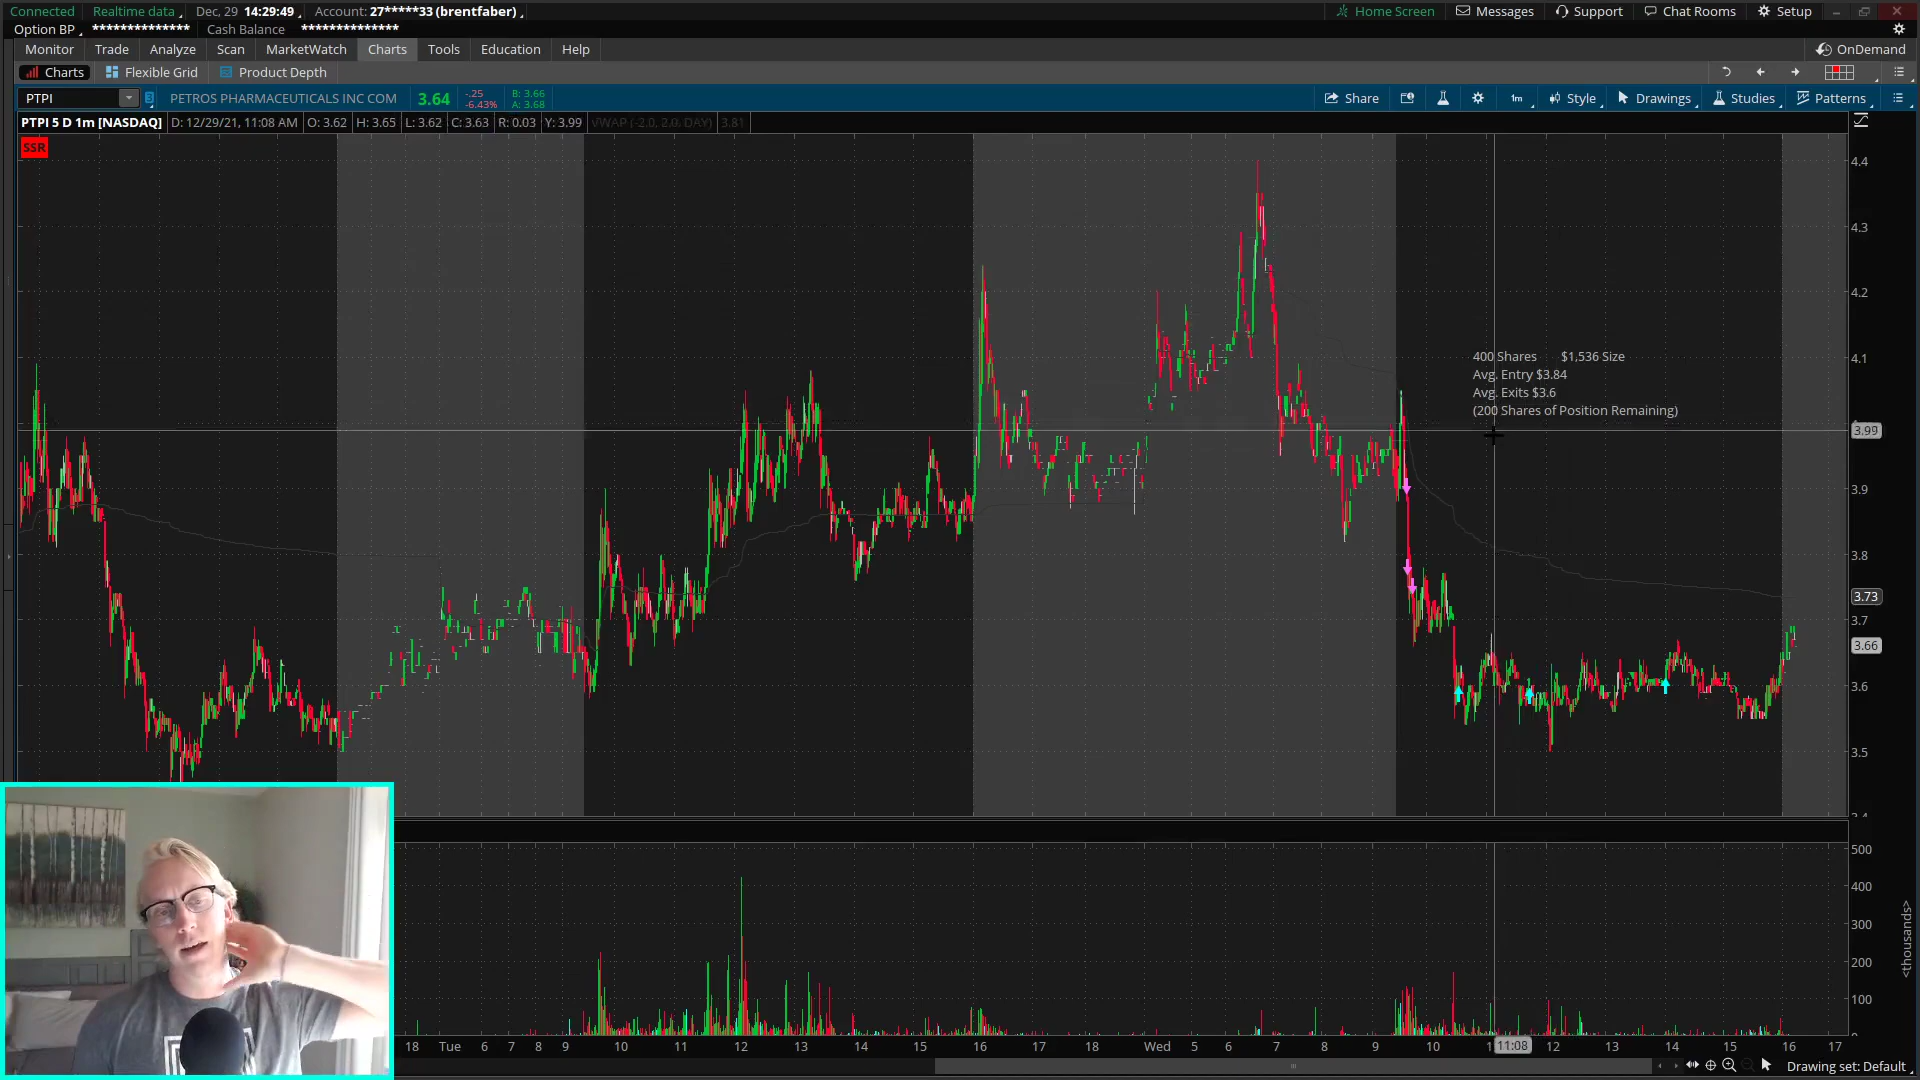 Connected Realtime data Dec, 29 14:29:49 Account: 27*****33 (brentfaber) Home Screen Messages Support Chat Rooms Setup
Option BP ************** Cash Balance **************
Monitor Trade Analyze Scan MarketWatch Charts Tools Education Help OnDemand
Charts Flexible Grid Product Depth
PTPI PETROS PHARMACEUTICALS INC COM 3.64 -.25 -6.43% B: 3.66 A: 3.68 Share 1m Style Drawings Studies Patterns
PTPI 5 D 1m [NASDAQ] D: 12/29/21, 11:08 AM O: 3.62 H: 3.65 L: 3.62 C: 3.63 R: 0.03 Y: 3.99 VWAP (-2.0, 2.0, DAY) 3.81
SSR
4.4
4.3
4.2
4.1
400 Shares $1,536 Size
Avg. Entry $3.84
Avg. Exits $3.6
(200 Shares of Position Remaining)
3.99
3.9
3.8
3.73
3.7
3.66
3.6
3.5
500
400
300
200
100
<thousands>
18 Tue 6 7 8 9 10 11 12 13 14 15 16 17 18 Wed 5 6 7 8 9 10 11:08 12 13 14 15 16 17
Drawing set: Default